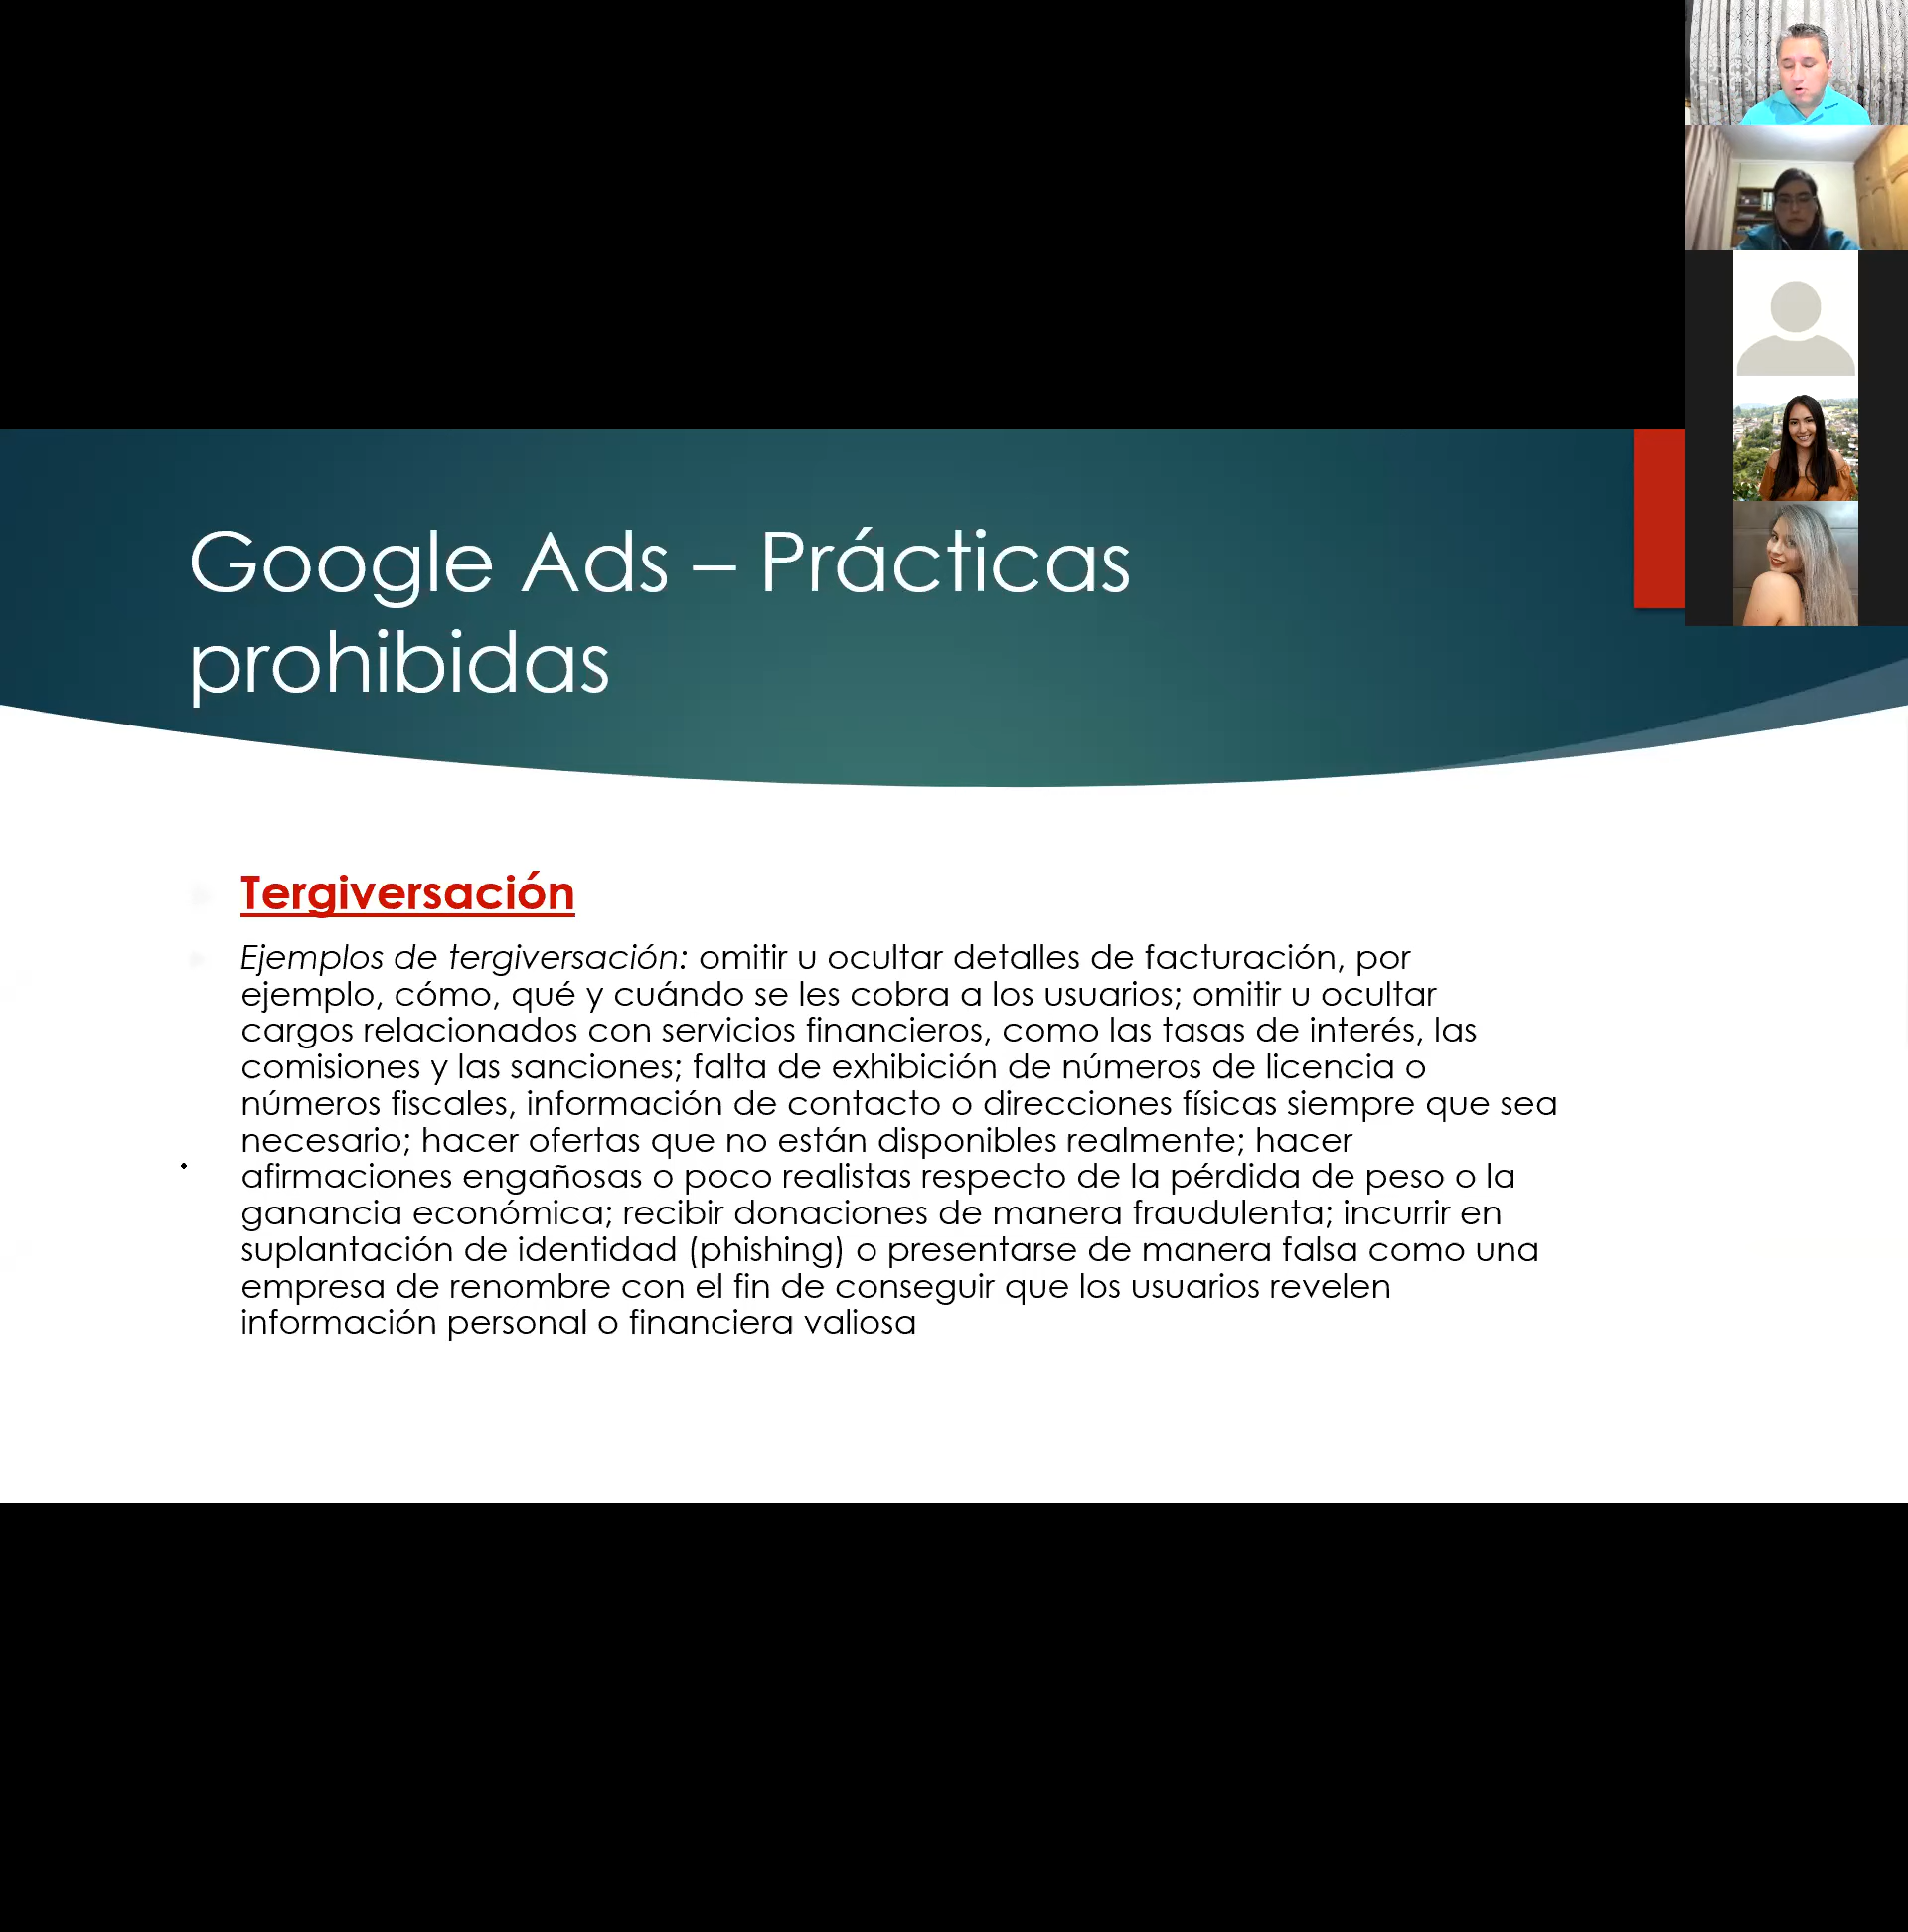 Google Ads – Prácticas
prohibidas
Tergiversación
Ejemplos de tergiversación: omitir u ocultar detalles de facturación, por
ejemplo, cómo, qué y cuándo se les cobra a los usuarios; omitir u ocultar
cargos relacionados con servicios financieros, como las tasas de interés, las
comisiones y las sanciones; falta de exhibición de números de licencia o
números fiscales, información de contacto o direcciones físicas siempre que sea
necesario; hacer ofertas que no están disponibles realmente; hacer
afirmaciones engañosas o poco realistas respecto de la pérdida de peso o la
ganancia económica; recibir donaciones de manera fraudulenta; incurrir en
suplantación de identidad (phishing) o presentarse de manera falsa como una
empresa de renombre con el fin de conseguir que los usuarios revelen
información personal o financiera valiosa